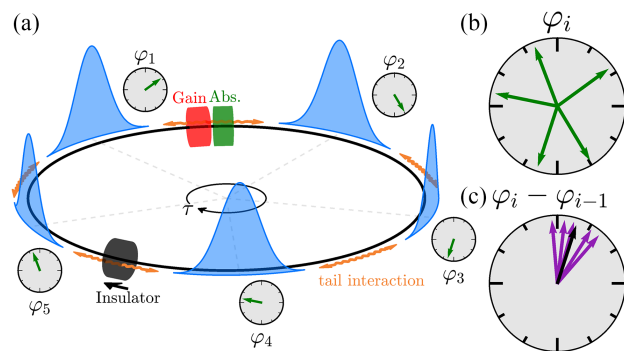 (a)
φ₁
φ₂
Gain Abs.
τ
φ₃
tail interaction
φ₅
Insulator
φ₄
(b)
φᵢ
(c) φᵢ − φᵢ₋₁